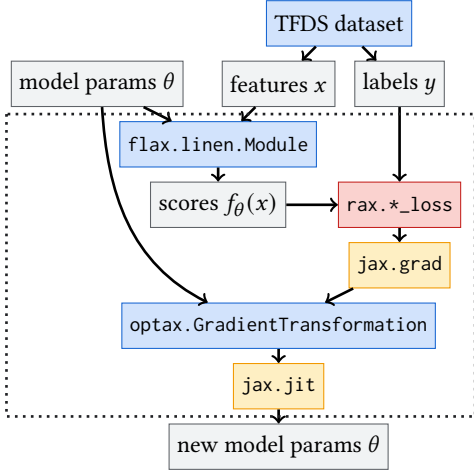 TFDS dataset
model params θ
features x
labels y
flax.linen.Module
scores fθ(x)
rax.*_loss
jax.grad
optax.GradientTransformation
jax.jit
new model params θ